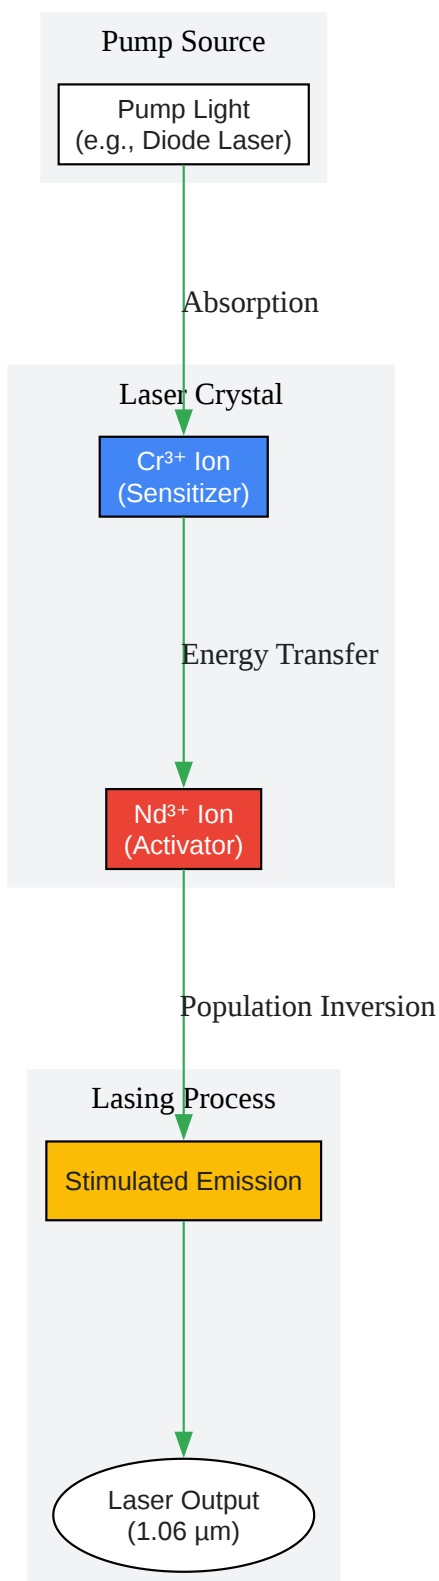 Pump Source
Pump Light
(e.g., Diode Laser)
Absorption
Laser Crystal
Cr³⁺ Ion
(Sensitizer)
Energy Transfer
Nd³⁺ Ion
(Activator)
Population Inversion
Lasing Process
Stimulated Emission
Laser Output
(1.06 µm)